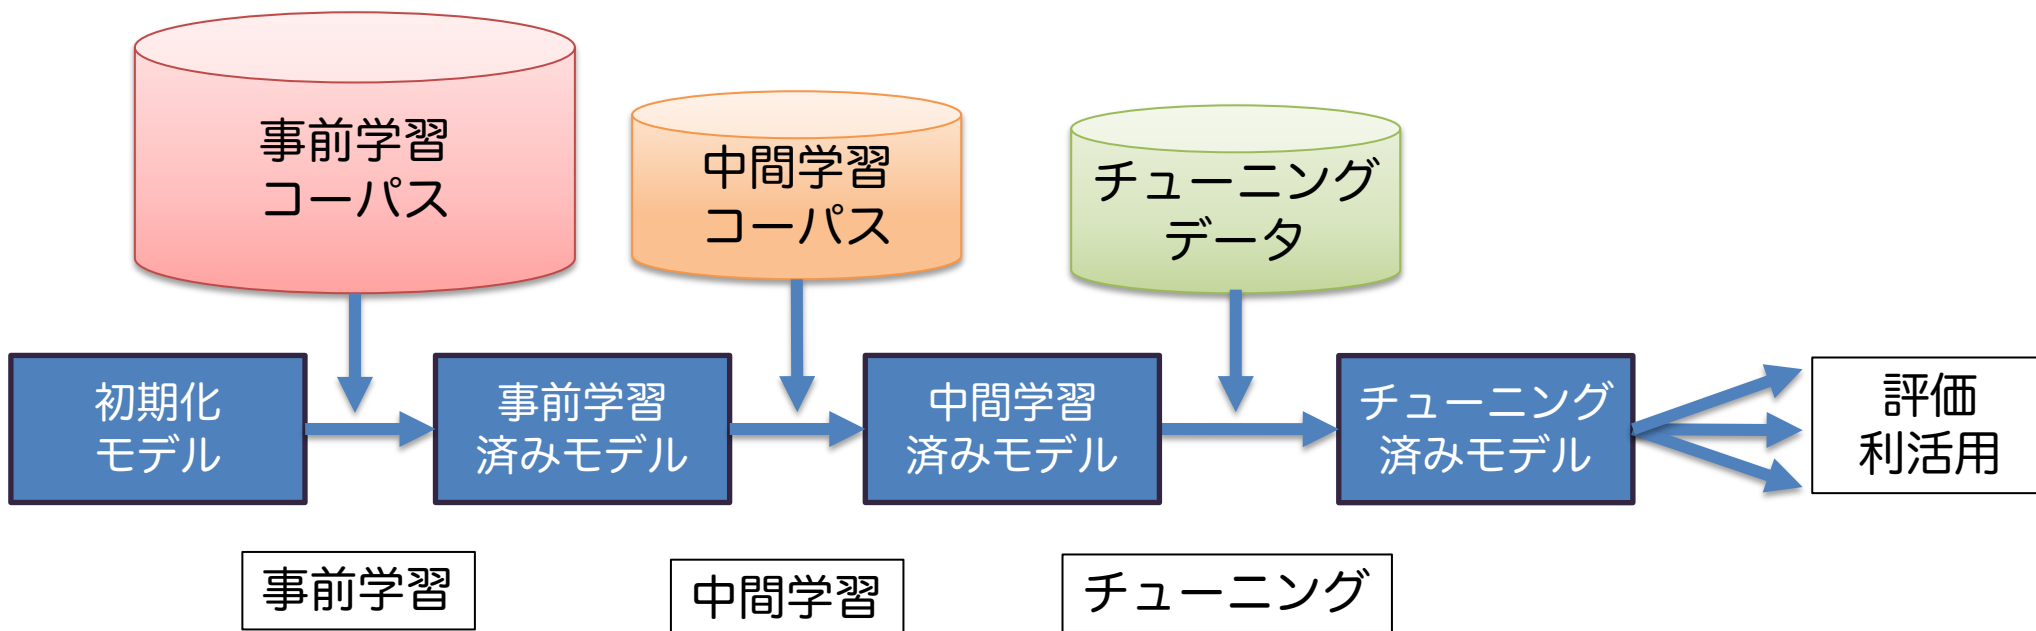 事前学習
コーパス
中間学習
コーパス
チューニング
データ
初期化
モデル
事前学習
済みモデル
中間学習
済みモデル
チューニング
済みモデル
評価
利活用
事前学習
中間学習
チューニング